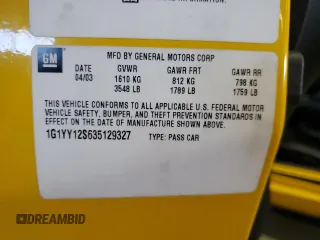 GM
MFD BY GENERAL MOTORS CORP
DATE GVWR GAWR FRT GAWR RR
04/03 1610 KG 812 KG 798 KG
3548 LB 1789 LB 1759 LB
THIS VEHICLE CONFORMS TO ALL APPLICABLE U.S. FEDERAL MOTOR
VEHICLE SAFETY, BUMPER, AND THEFT PREVENTION STANDARDS IN
EFFECT ON THE DATE OF MANUFACTURE SHOWN ABOVE.
1G1YY12S635129327 TYPE: PASS CAR
DREAMBID